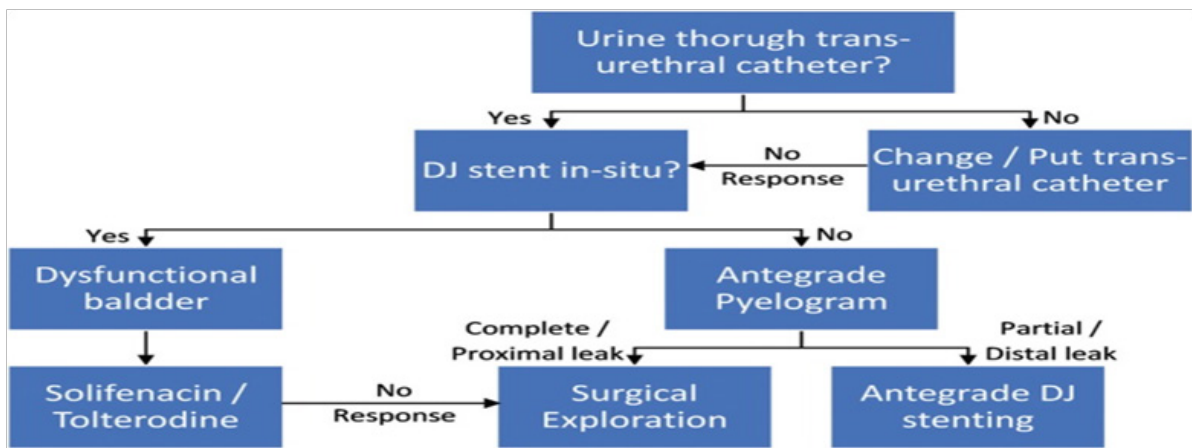 Urine thorugh trans-
urethral catheter?
Yes
No
DJ stent in-situ?
No
Response
Change / Put trans-
urethral catheter
Yes
No
Dysfunctional
baldder
Antegrade
Pyelogram
Complete /
Proximal leak
Partial /
Distal leak
Solifenacin /
Tolterodine
No
Response
Surgical
Exploration
Antegrade DJ
stenting